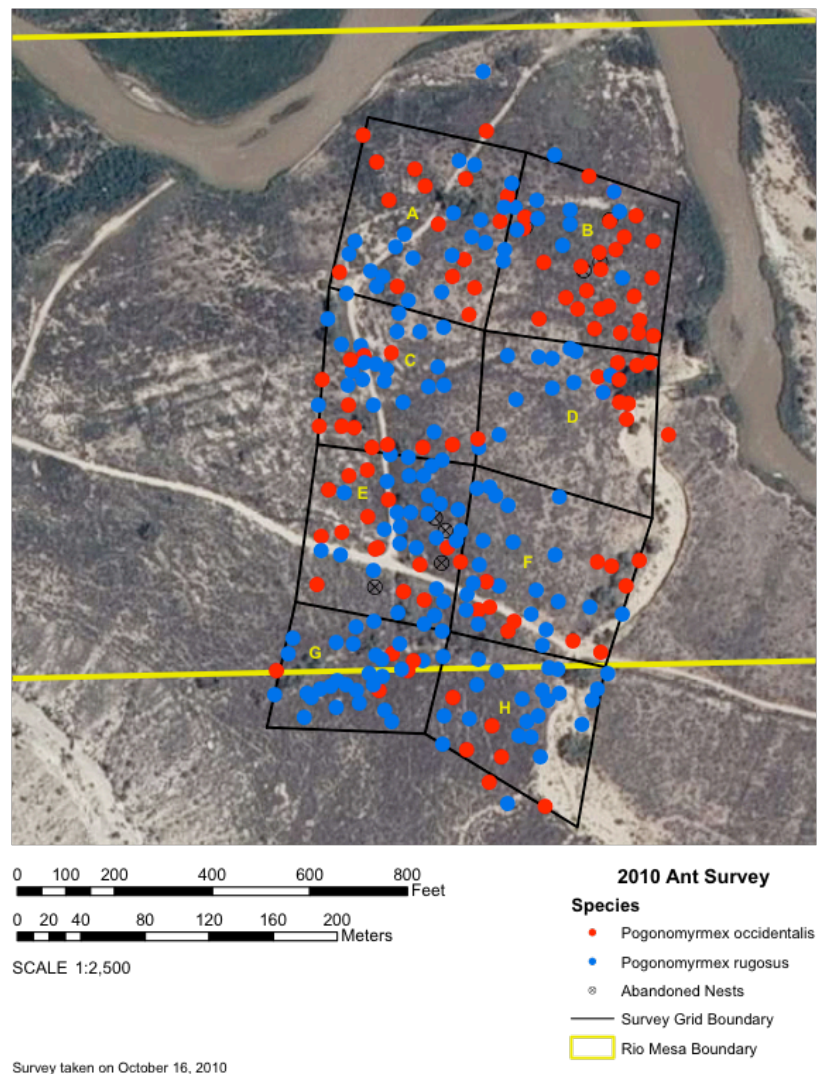 A
B
C
D
E
F
G
H
0 100 200 400 600 800
Feet
0 20 40 80 120 160 200
Meters
SCALE 1:2,500
Survey taken on October 16, 2010
2010 Ant Survey
Species
Pogonomyrmex occidentalis
Pogonomyrmex rugosus
Abandoned Nests
Survey Grid Boundary
Rio Mesa Boundary